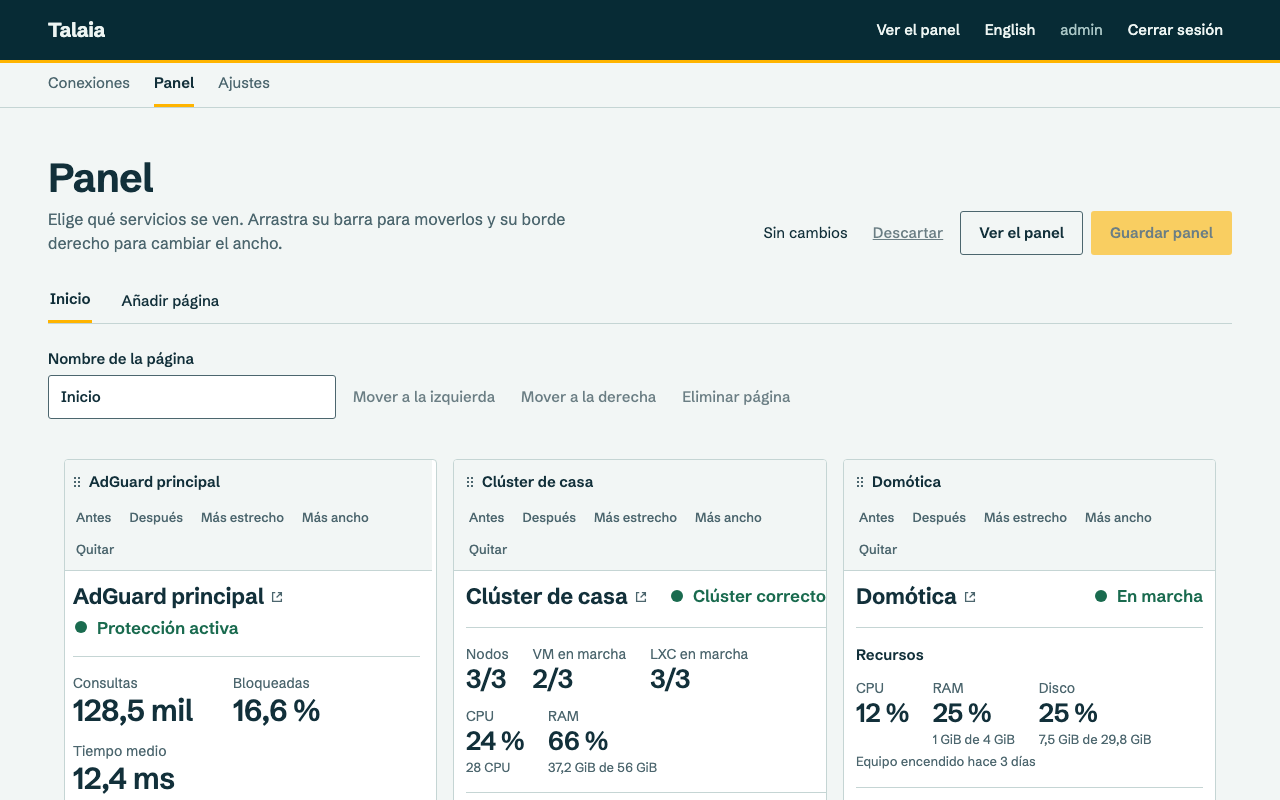 Talaia
Ver el panel English admin Cerrar sesión
Conexiones Panel Ajustes
Panel
Elige qué servicios se ven. Arrastra su barra para moverlos y su borde
derecho para cambiar el ancho.
Sin cambios Descartar Ver el panel Guardar panel
Inicio Añadir página
Nombre de la página
Inicio Mover a la izquierda Mover a la derecha Eliminar página
AdGuard principal
Antes Después Más estrecho Más ancho
Quitar
AdGuard principal
Protección activa
Consultas Bloqueadas
128,5 mil 16,6 %
Tiempo medio
12,4 ms
Clúster de casa
Antes Después Más estrecho Más ancho
Quitar
Clúster de casa Clúster correcto
Nodos VM en marcha LXC en marcha
3/3 2/3 3/3
CPU RAM
24 % 66 %
28 CPU 37,2 GiB de 56 GiB
Domótica
Antes Después Más estrecho Más ancho
Quitar
Domótica En marcha
Recursos
CPU RAM Disco
12 % 25 % 25 %
1 GiB de 4 GiB 7,5 GiB de 29,8 GiB
Equipo encendido hace 3 días